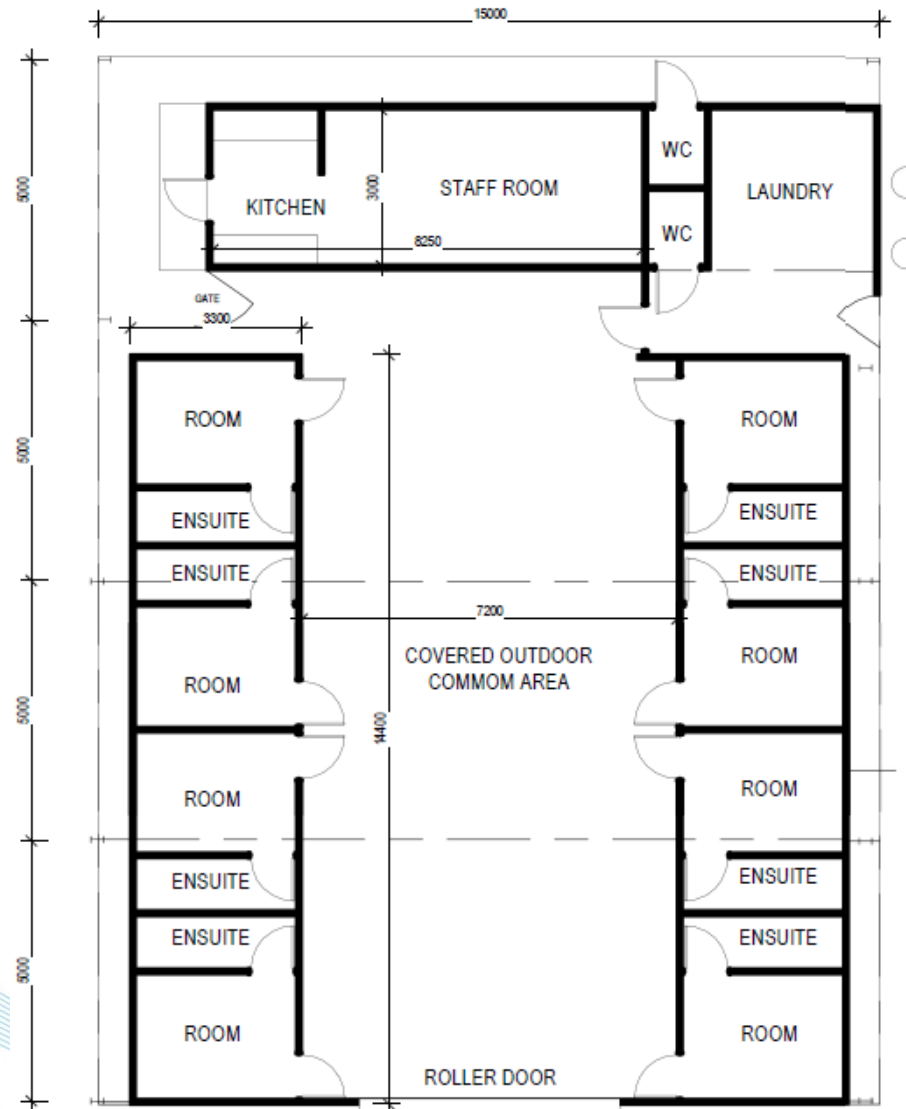 15000
5000
WC
3000
STAFF ROOM
LAUNDRY
KITCHEN
WC
8250
GATE
3300
5000
ROOM
ROOM
ENSUITE
ENSUITE
ENSUITE
ENSUITE
7200
COVERED OUTDOOR
COMMOM AREA
ROOM
ROOM
5000
14400
ROOM
ROOM
ENSUITE
ENSUITE
ENSUITE
ENSUITE
5000
ROOM
ROOM
ROLLER DOOR